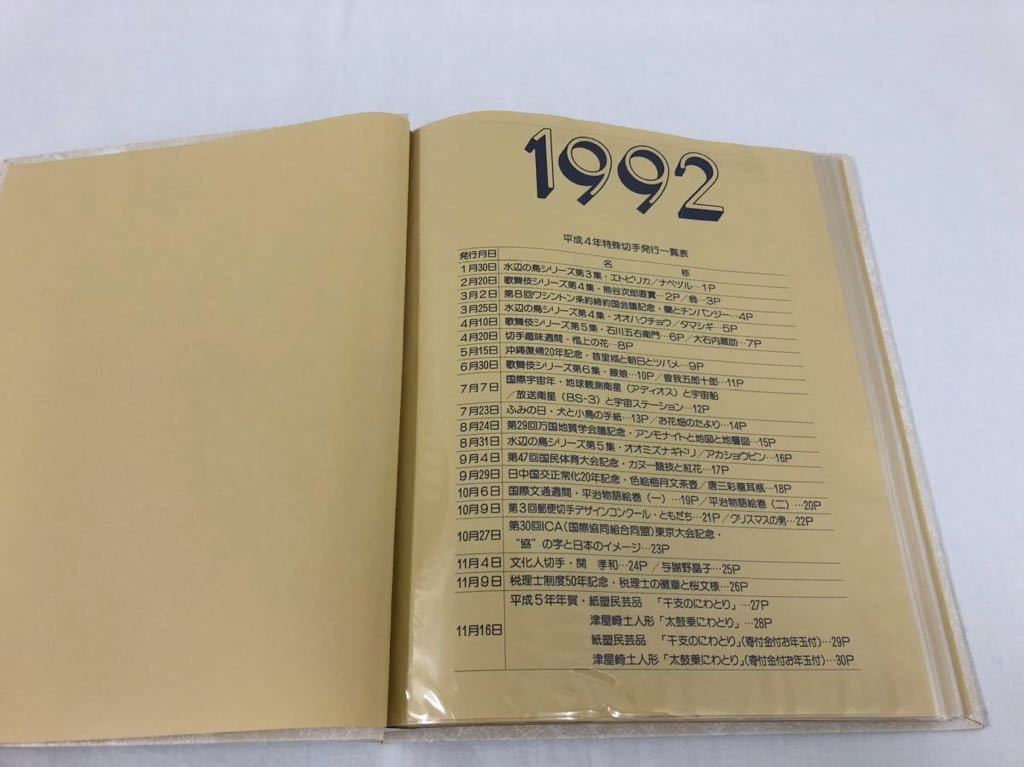 1992
平成4年特殊切手発行一覧表
発行月日 名 称
1月30日 水辺の鳥シリーズ第3集・エトピリカ/ナベヅル…1P
2月20日 歌舞伎シリーズ第4集・熊谷次郎直實…2P/翕…3P
3月2日 第8回ワシントン条約締約国会議記念・蘭とチンパンジー…4P
3月25日 水辺の鳥シリーズ第4集・オオハクチョウ/タマシギ…5P
4月10日 歌舞伎シリーズ第5集・石川五右衛門…6P/大石内蔵助…7P
4月20日 切手趣味週間・榻上の花…8P
5月15日 沖縄復帰20年記念・首里城と朝日とツバメ…9P
6月30日 歌舞伎シリーズ第6集・藤娘…10P/曽我五郎十郎…11P
7月7日 国際宇宙年・地球観測衛星(アディオス)と宇宙船
/放送衛星(BS-3)と宇宙ステーション…12P
7月23日 ふみの日・犬と小鳥の手紙…13P/お花畑のたより…14P
8月24日 第29回万国地質学会議記念・アンモナイトと地図と地層図…15P
8月31日 水辺の鳥シリーズ第5集・オオミズナギドリ/アカショウビン…16P
9月4日 第47回国民体育大会記念・カヌー競技と紅花…17P
9月29日 日中国交正常化20年記念・色絵柚月文茶壺/唐三彩龍耳瓶…18P
10月6日 国際文通週間・平治物語絵巻(一)…19P/平治物語絵巻(二)…20P
10月9日 第3回郵便切手デザインコンクール・ともだち…21P/クリスマスの男…22P
10月27日 第30回ICA(国際協同組合同盟)東京大会記念・
"協"の字と日本のイメージ…23P
11月4日 文化人切手・関 孝和…24P/与謝野晶子…25P
11月9日 税理士制度50年記念・税理士の徽章と桜文様…26P
平成5年年賀・紙塑民芸品 「干支のにわとり」…27P
津屋崎土人形「太鼓乗にわとり」…28P
11月16日 紙塑民芸品 「干支のにわとり」(寄付金付お年玉付)…29P
津屋崎土人形「太鼓乗にわとり」(寄付金付お年玉付)…30P